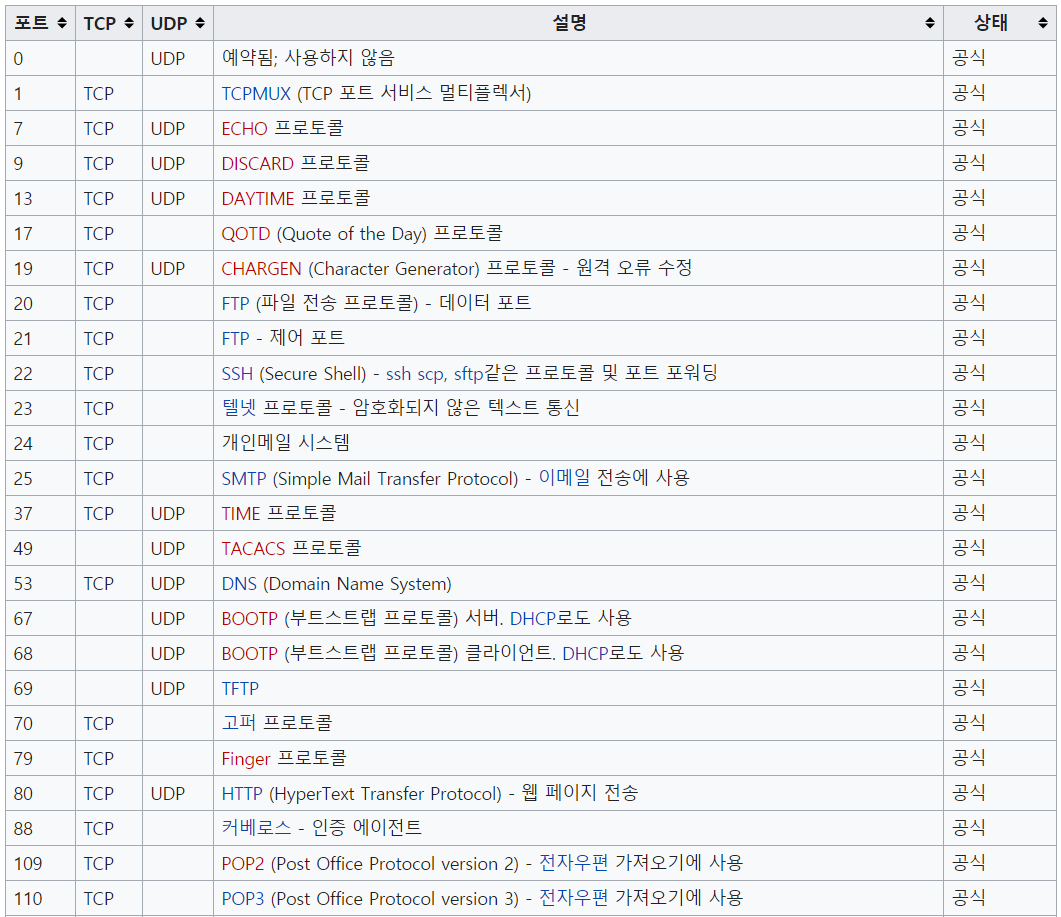 포트 TCP UDP 설명 상태
0 UDP 예약됨; 사용하지 않음 공식
1 TCP TCPMUX (TCP 포트 서비스 멀티플렉서) 공식
7 TCP UDP ECHO 프로토콜 공식
9 TCP UDP DISCARD 프로토콜 공식
13 TCP UDP DAYTIME 프로토콜 공식
17 TCP QOTD (Quote of the Day) 프로토콜 공식
19 TCP UDP CHARGEN (Character Generator) 프로토콜 - 원격 오류 수정 공식
20 TCP FTP (파일 전송 프로토콜) - 데이터 포트 공식
21 TCP FTP - 제어 포트 공식
22 TCP SSH (Secure Shell) - ssh scp, sftp같은 프로토콜 및 포트 포워딩 공식
23 TCP 텔넷 프로토콜 - 암호화되지 않은 텍스트 통신 공식
24 TCP 개인메일 시스템 공식
25 TCP SMTP (Simple Mail Transfer Protocol) - 이메일 전송에 사용 공식
37 TCP UDP TIME 프로토콜 공식
49 UDP TACACS 프로토콜 공식
53 TCP UDP DNS (Domain Name System) 공식
67 UDP BOOTP (부트스트랩 프로토콜) 서버. DHCP로도 사용 공식
68 UDP BOOTP (부트스트랩 프로토콜) 클라이언트. DHCP로도 사용 공식
69 UDP TFTP 공식
70 TCP 고퍼 프로토콜 공식
79 TCP Finger 프로토콜 공식
80 TCP UDP HTTP (HyperText Transfer Protocol) - 웹 페이지 전송 공식
88 TCP 커베로스 - 인증 에이전트 공식
109 TCP POP2 (Post Office Protocol version 2) - 전자우편 가져오기에 사용 공식
110 TCP POP3 (Post Office Protocol version 3) - 전자우편 가져오기에 사용 공식